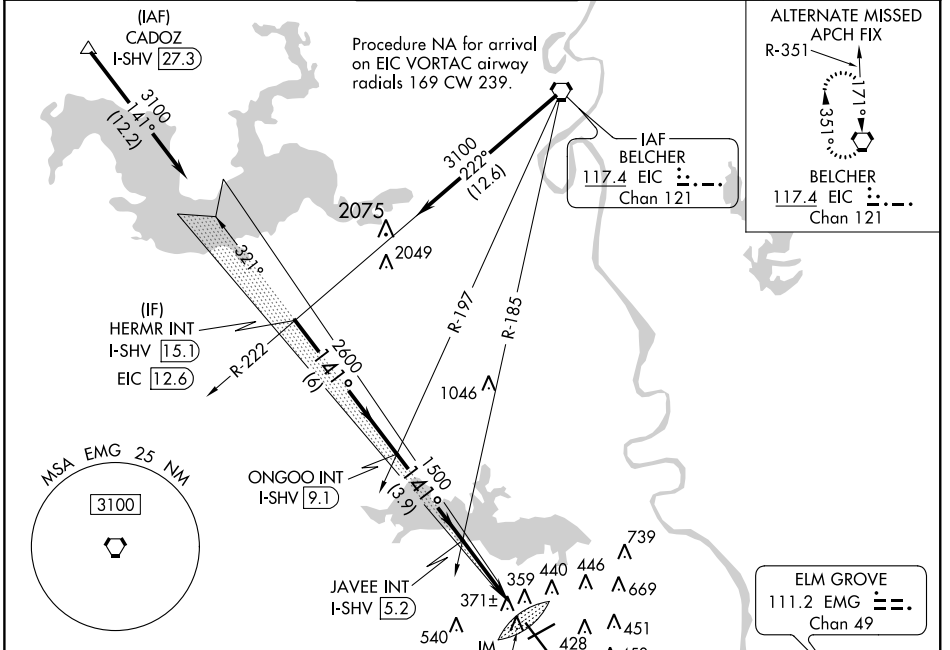 (IAF)
CADOZ
I-SHV 27.3
3100
141°
(12.2)
Procedure NA for arrival
on EIC VORTAC airway
radials 169 CW 239.
3100
222°
(12.6)
IAF
BELCHER
117.4 EIC
Chan 121
ALTERNATE MISSED
APCH FIX
R-351
171°
351°
BELCHER
117.4 EIC
Chan 121
2075
2049
321°
(IF)
HERMR INT
I-SHV 15.1
EIC 12.6
R-222
2600
141°
(6)
R-197
R-185
1046
MSA EMG 25 NM
3100
ONGOO INT
I-SHV 9.1
1500
141°
(3.9)
JAVEE INT
I-SHV 5.2
371±
359
440
446
739
669
540
IM
428
451
ELM GROVE
111.2 EMG
Chan 49